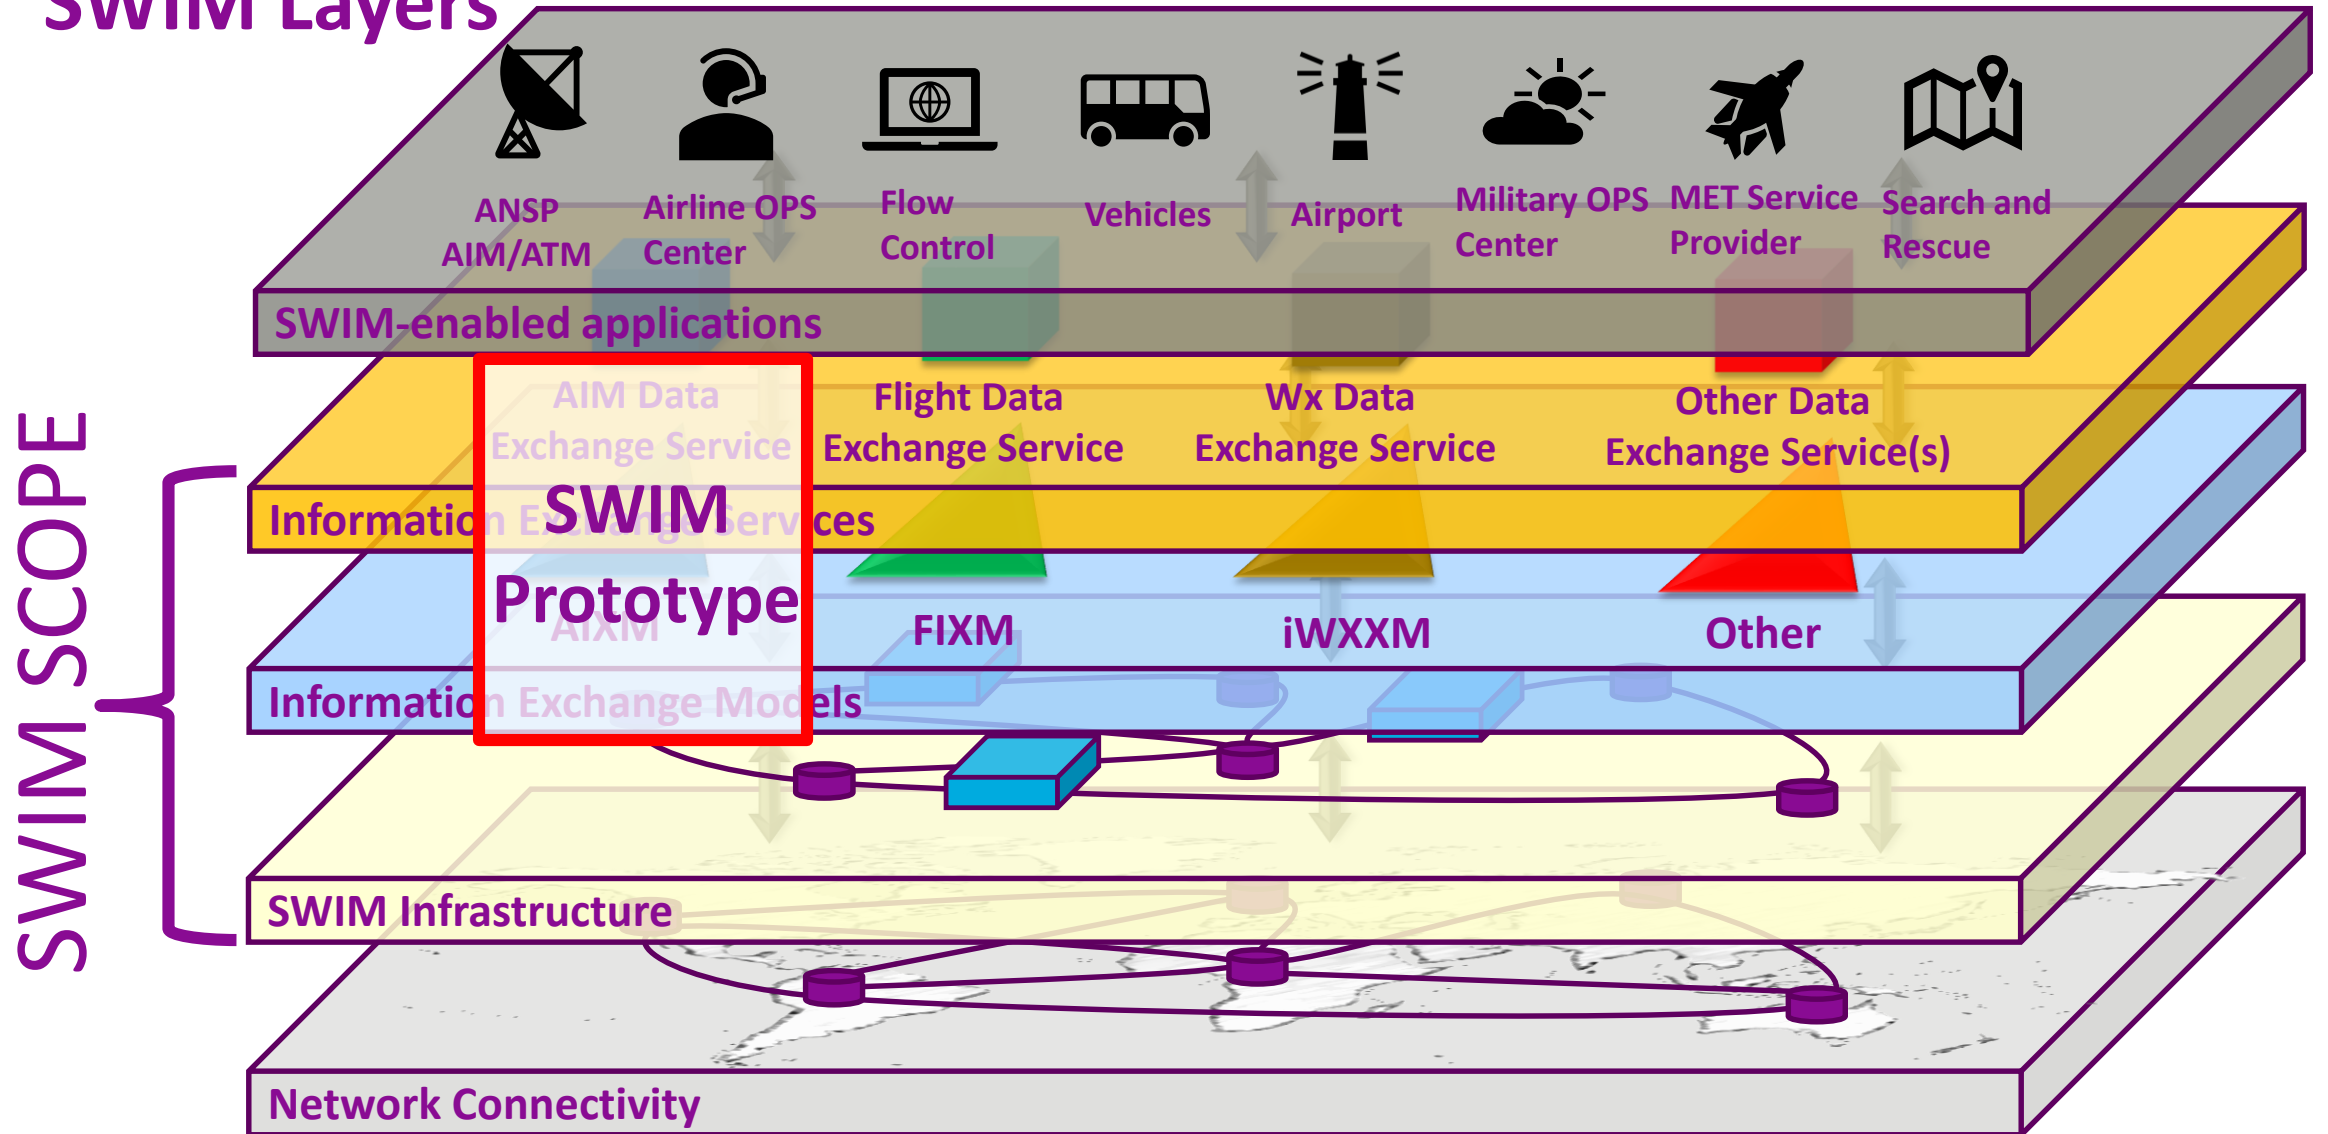 SWIM Layers
ANSP
AIM/ATM
Airline OPS
Center
Flow
Control
Vehicles
Airport
Military OPS
Center
MET Service
Provider
Search and
Rescue
SWIM-enabled applications
AIM Data
Exchange Service
Flight Data
Exchange Service
Wx Data
Exchange Service
Other Data
Exchange Service(s)
Information Exchange Services
SWIM
Prototype
AIXM
FIXM
iWXXM
Other
Information Exchange Models
SWIM Infrastructure
Network Connectivity
SWIM SCOPE